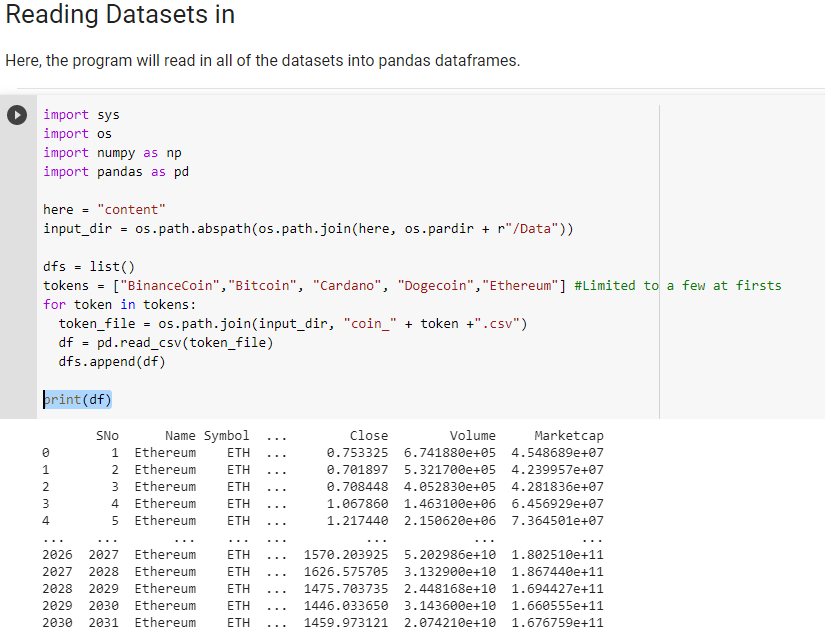 Reading Datasets in
Here, the program will read in all of the datasets into pandas dataframes.
import sys
import os
import numpy as np
import pandas as pd
here = "content"
input_dir = os.path.abspath(os.path.join(here, os.pardir + r"/Data"))
dfs = list()
tokens = ["BinanceCoin","Bitcoin", "Cardano", "Dogecoin","Ethereum"] #Limited to a few at firsts
for token in tokens:
  token_file = os.path.join(input_dir, "coin_" + token +".csv")
  df = pd.read_csv(token_file)
  dfs.append(df)
print(df)
SNo Name Symbol ... Close Volume Marketcap
0 1 Ethereum ETH ... 0.753325 6.741880e+05 4.548689e+07
1 2 Ethereum ETH ... 0.701897 5.321700e+05 4.239957e+07
2 3 Ethereum ETH ... 0.708448 4.052830e+05 4.281836e+07
3 4 Ethereum ETH ... 1.067860 1.463100e+06 6.456929e+07
4 5 Ethereum ETH ... 1.217440 2.150620e+06 7.364501e+07
... ... ... ... ... ... ... ...
2026 2027 Ethereum ETH ... 1570.203925 5.202986e+10 1.802510e+11
2027 2028 Ethereum ETH ... 1626.575705 3.132900e+10 1.867440e+11
2028 2029 Ethereum ETH ... 1475.703735 2.448168e+10 1.694427e+11
2029 2030 Ethereum ETH ... 1446.033650 3.143600e+10 1.660555e+11
2030 2031 Ethereum ETH ... 1459.973121 2.074210e+10 1.676759e+11